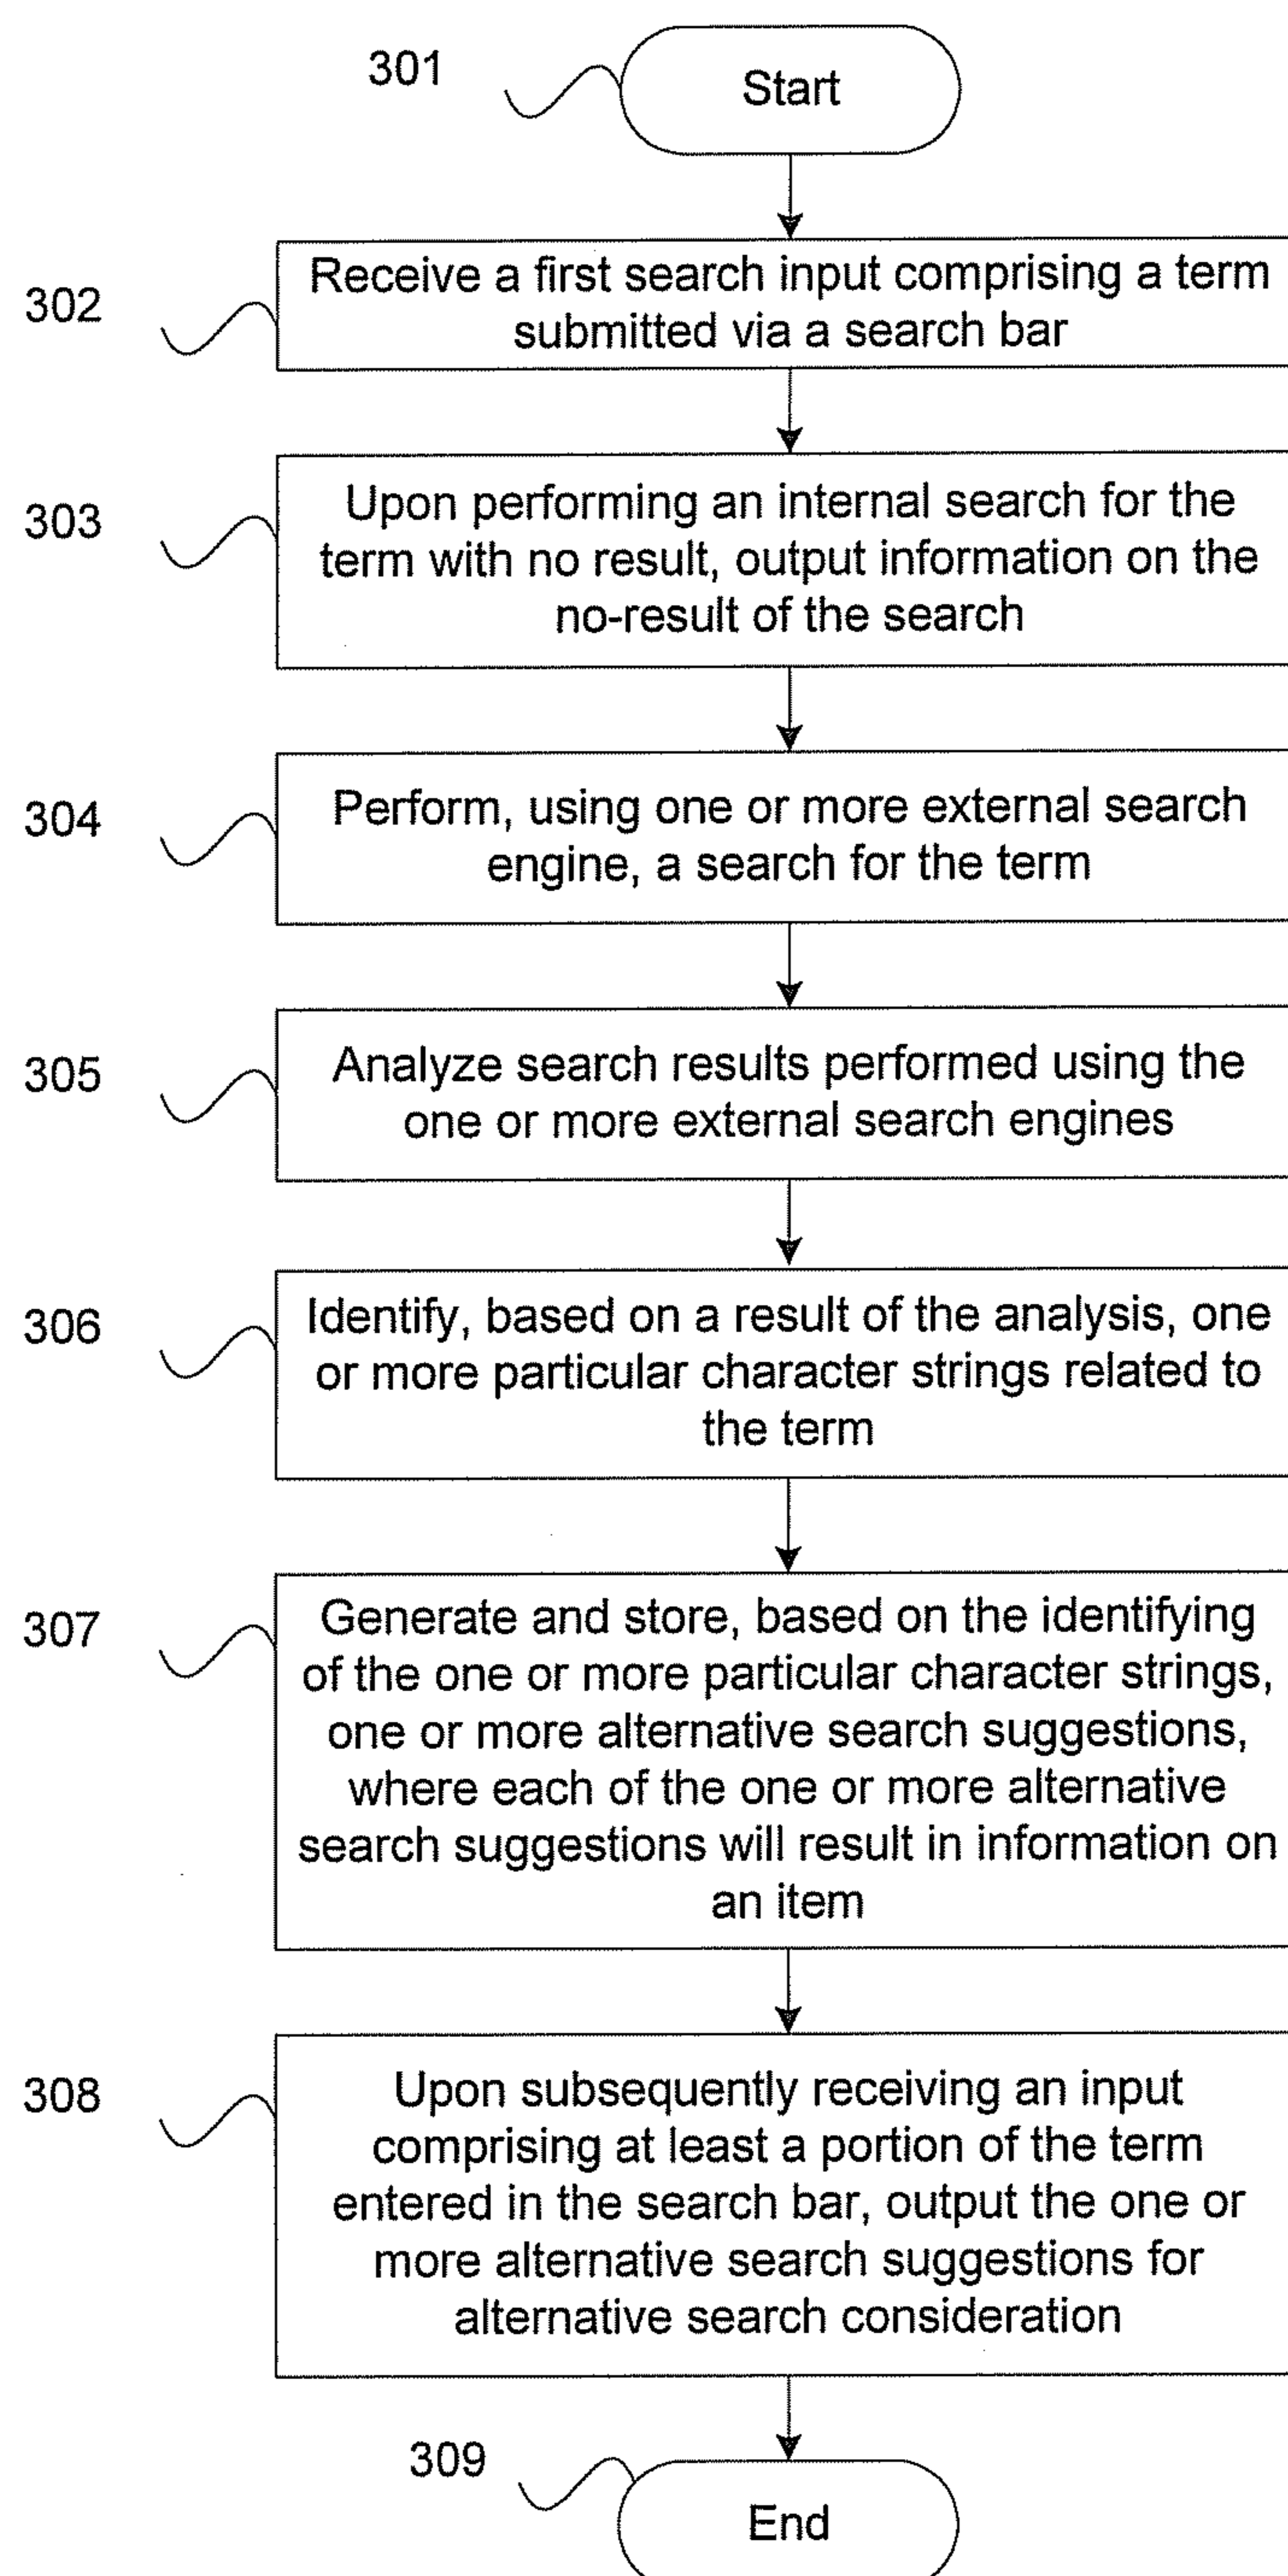 301
Start
302
Receive a first search input comprising a term
submitted via a search bar
303
Upon performing an internal search for the
term with no result, output information on the
no-result of the search
304
Perform, using one or more external search
engine, a search for the term
305
Analyze search results performed using the
one or more external search engines
306
Identify, based on a result of the analysis, one
or more particular character strings related to
the term
307
Generate and store, based on the identifying
of the one or more particular character strings,
one or more alternative search suggestions,
where each of the one or more alternative
search suggestions will result in information on
an item
308
Upon subsequently receiving an input
comprising at least a portion of the term
entered in the search bar, output the one or
more alternative search suggestions for
alternative search consideration
309
End